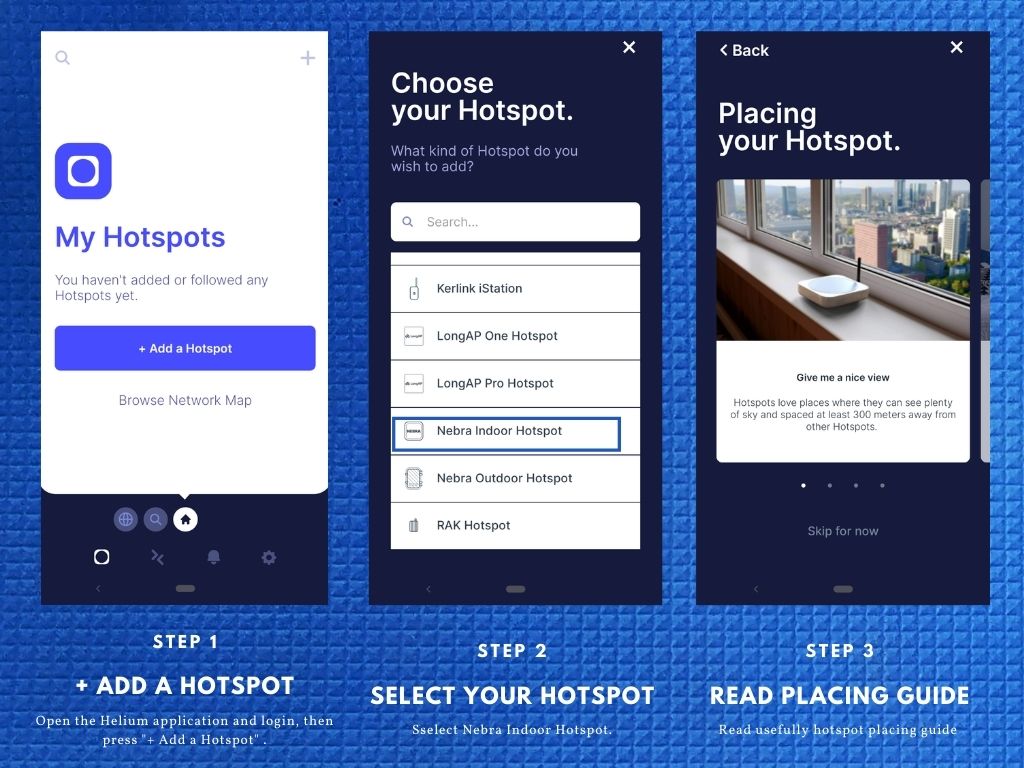 My Hotspots
You haven't added or followed any
Hotspots yet.
+ Add a Hotspot
Browse Network Map
STEP 1
+ ADD A HOTSPOT
Open the Helium application and login, then
press "+ Add a Hotspot" .
Choose
your Hotspot.
What kind of Hotspot do you
wish to add?
Search...
Kerlink iStation
LongAP One Hotspot
LongAP Pro Hotspot
NEBRA
Nebra Indoor Hotspot
Nebra Outdoor Hotspot
RAK Hotspot
STEP 2
SELECT YOUR HOTSPOT
Sselect Nebra Indoor Hotspot.
Back
Placing
your Hotspot.
Give me a nice view
Hotspots love places where they can see plenty
of sky and spaced at least 300 meters away from
other Hotspots.
Skip for now
STEP 3
READ PLACING GUIDE
Read usefully hotspot placing guide